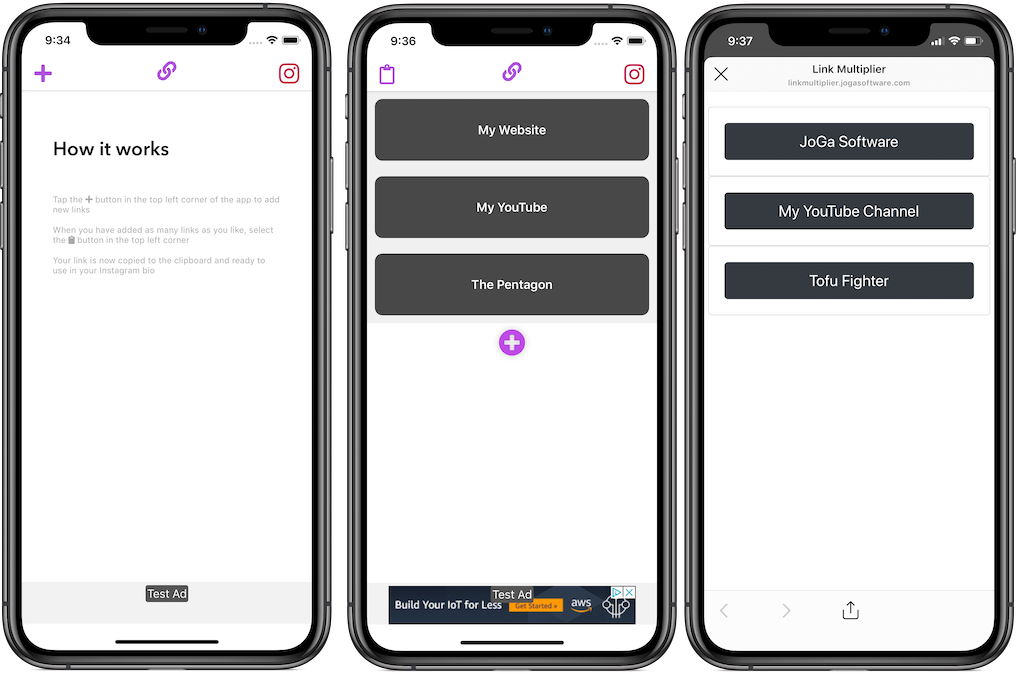 9:34
How it works
Tap the + button in the top left corner of the app to add
new links
When you have added as many links as you like, select
the button in the top left corner
Your link is now copied to the clipboard and ready to
use in your Instagram bio
Test Ad
9:36
My Website
My YouTube
The Pentagon
Test Ad
Build Your IoT for Less
Get Started »
aws
9:37
Link Multiplier
linkmultiplier.jogasoftware.com
JoGa Software
My YouTube Channel
Tofu Fighter